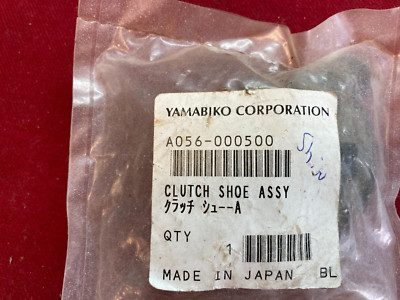 YAMABIKO CORPORATION
A056-000500
CLUTCH SHOE ASSY
クラッチ シュ--A
QTY
1
MADE IN JAPAN BL